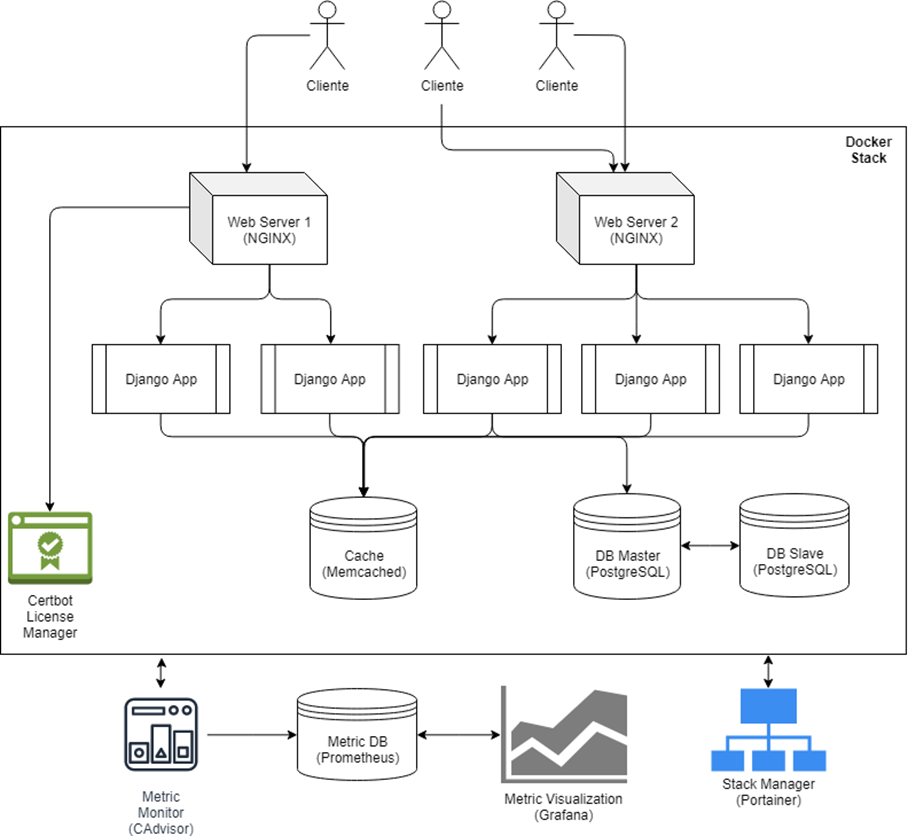 Cliente
Cliente
Cliente
Docker
Stack
Web Server 1
(NGINX)
Web Server 2
(NGINX)
Django App
Django App
Django App
Django App
Django App
Cache
(Memcached)
DB Master
(PostgreSQL)
DB Slave
(PostgreSQL)
Certbot
License
Manager
Metric DB
(Prometheus)
Metric
Monitor
(CAdvisor)
Metric Visualization
(Grafana)
Stack Manager
(Portainer)